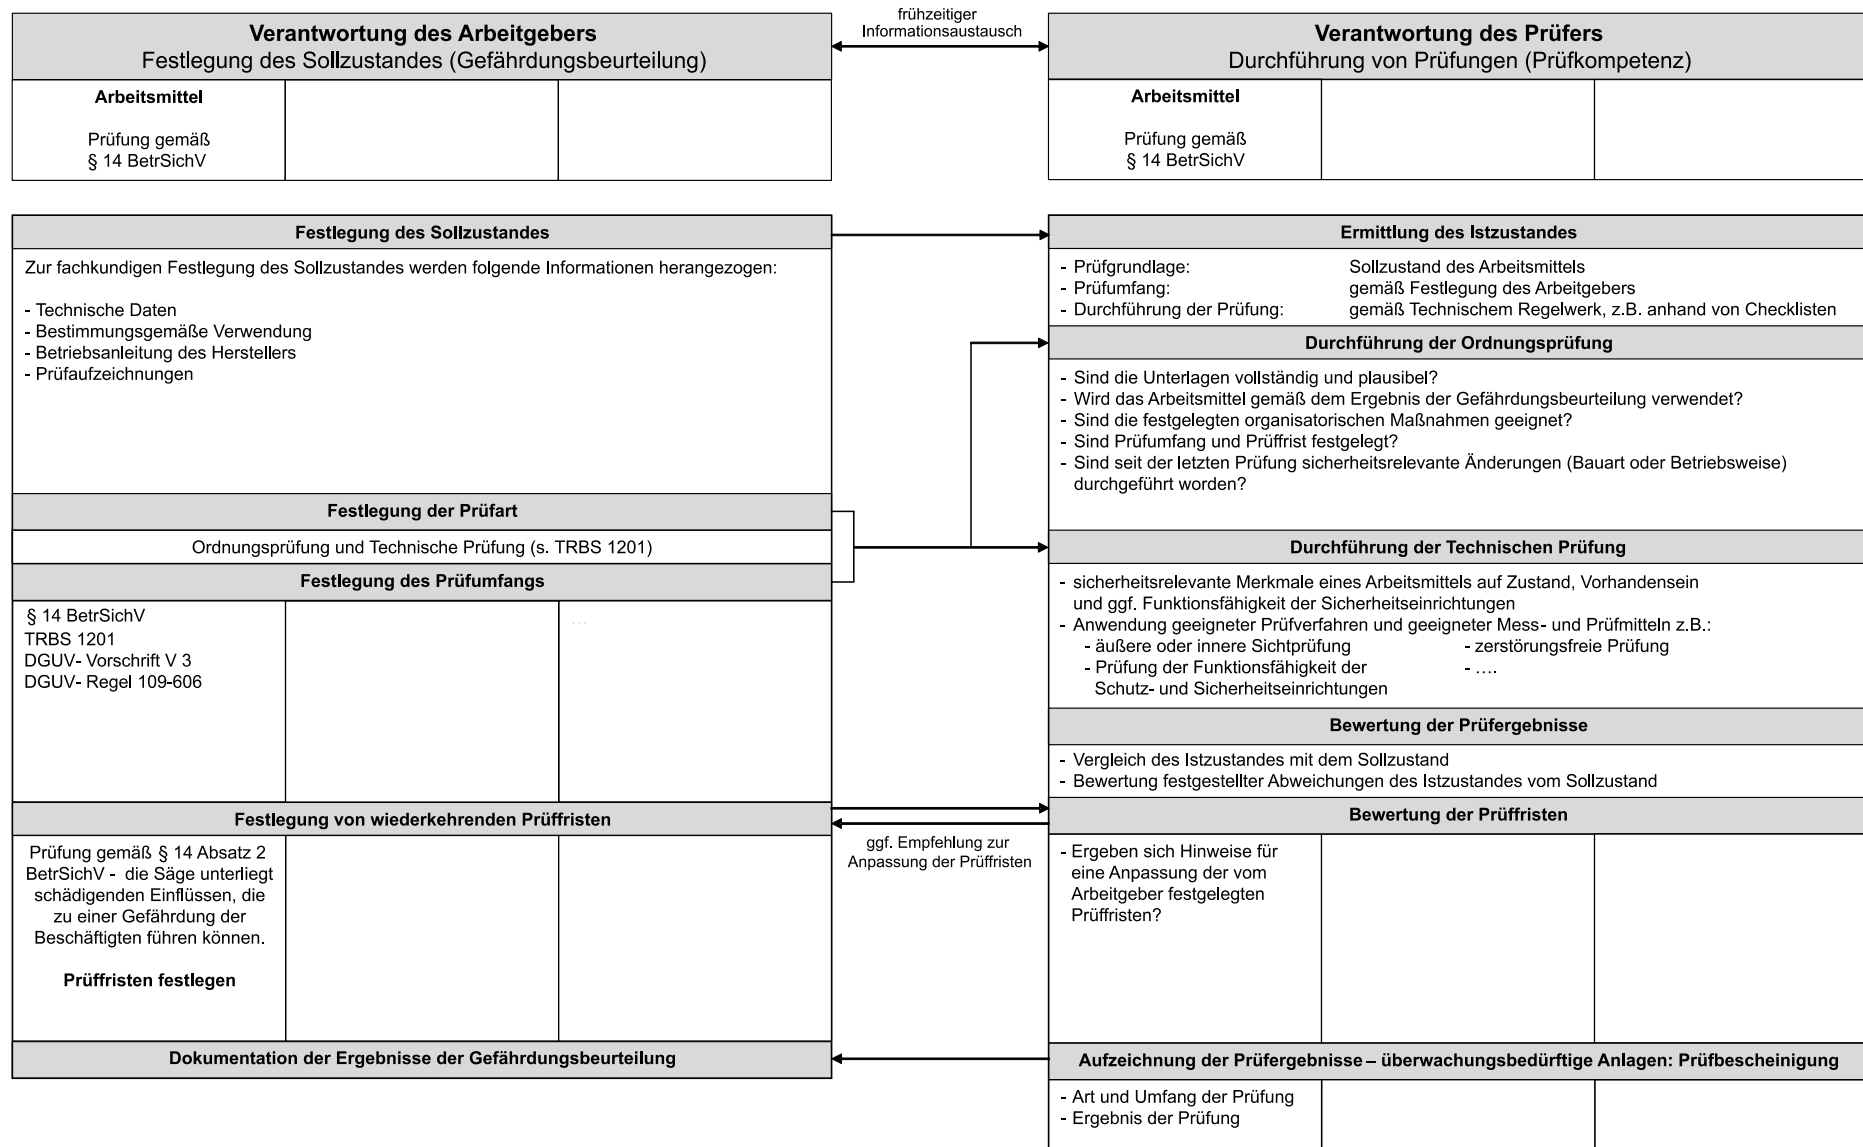 frühzeitiger
Informationsaustausch
Verantwortung des Arbeitgebers
Festlegung des Sollzustandes (Gefährdungsbeurteilung)
Arbeitsmittel
Prüfung gemäß
§ 14 BetrSichV
Verantwortung des Prüfers
Durchführung von Prüfungen (Prüfkompetenz)
Arbeitsmittel
Prüfung gemäß
§ 14 BetrSichV
Festlegung des Sollzustandes
Zur fachkundigen Festlegung des Sollzustandes werden folgende Informationen herangezogen:
- Technische Daten
- Bestimmungsgemäße Verwendung
- Betriebsanleitung des Herstellers
- Prüfaufzeichnungen
Festlegung der Prüfart
Ordnungsprüfung und Technische Prüfung (s. TRBS 1201)
Festlegung des Prüfumfangs
§ 14 BetrSichV
TRBS 1201
DGUV- Vorschrift V 3
DGUV- Regel 109-606
...
Festlegung von wiederkehrenden Prüffristen
Prüfung gemäß § 14 Absatz 2
BetrSichV - die Säge unterliegt
schädigenden Einflüssen, die
zu einer Gefährdung der
Beschäftigten führen können.
Prüffristen festlegen
Dokumentation der Ergebnisse der Gefährdungsbeurteilung
ggf. Empfehlung zur
Anpassung der Prüffristen
Ermittlung des Istzustandes
- Prüfgrundlage: Sollzustand des Arbeitsmittels
- Prüfumfang: gemäß Festlegung des Arbeitgebers
- Durchführung der Prüfung: gemäß Technischem Regelwerk, z.B. anhand von Checklisten
Durchführung der Ordnungsprüfung
- Sind die Unterlagen vollständig und plausibel?
- Wird das Arbeitsmittel gemäß dem Ergebnis der Gefährdungsbeurteilung verwendet?
- Sind die festgelegten organisatorischen Maßnahmen geeignet?
- Sind Prüfumfang und Prüffrist festgelegt?
- Sind seit der letzten Prüfung sicherheitsrelevante Änderungen (Bauart oder Betriebsweise)
durchgeführt worden?
Durchführung der Technischen Prüfung
- sicherheitsrelevante Merkmale eines Arbeitsmittels auf Zustand, Vorhandensein
und ggf. Funktionsfähigkeit der Sicherheitseinrichtungen
- Anwendung geeigneter Prüfverfahren und geeigneter Mess- und Prüfmitteln z.B.:
- äußere oder innere Sichtprüfung - zerstörungsfreie Prüfung
- Prüfung der Funktionsfähigkeit der - ....
Schutz- und Sicherheitseinrichtungen
Bewertung der Prüfergebnisse
- Vergleich des Istzustandes mit dem Sollzustand
- Bewertung festgestellter Abweichungen des Istzustandes vom Sollzustand
Bewertung der Prüffristen
- Ergeben sich Hinweise für
eine Anpassung der vom
Arbeitgeber festgelegten
Prüffristen?
Aufzeichnung der Prüfergebnisse – überwachungsbedürftige Anlagen: Prüfbescheinigung
- Art und Umfang der Prüfung
- Ergebnis der Prüfung